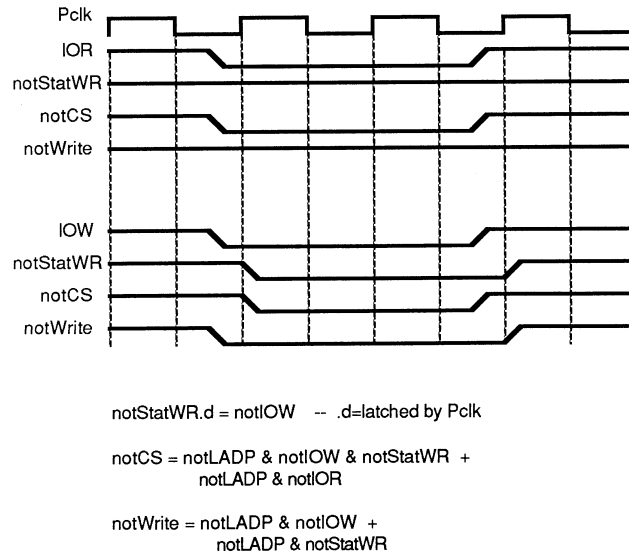 Pclk
IOR
notStatWR
notCS
notWrite
IOW
notStatWR
notCS
notWrite
notStatWR.d = notIOW -- .d=latched by Pclk
notCS = notLADP & notIOW & notStatWR +
notLADP & notIOR
notWrite = notLADP & notIOW +
notLADP & notStatWR